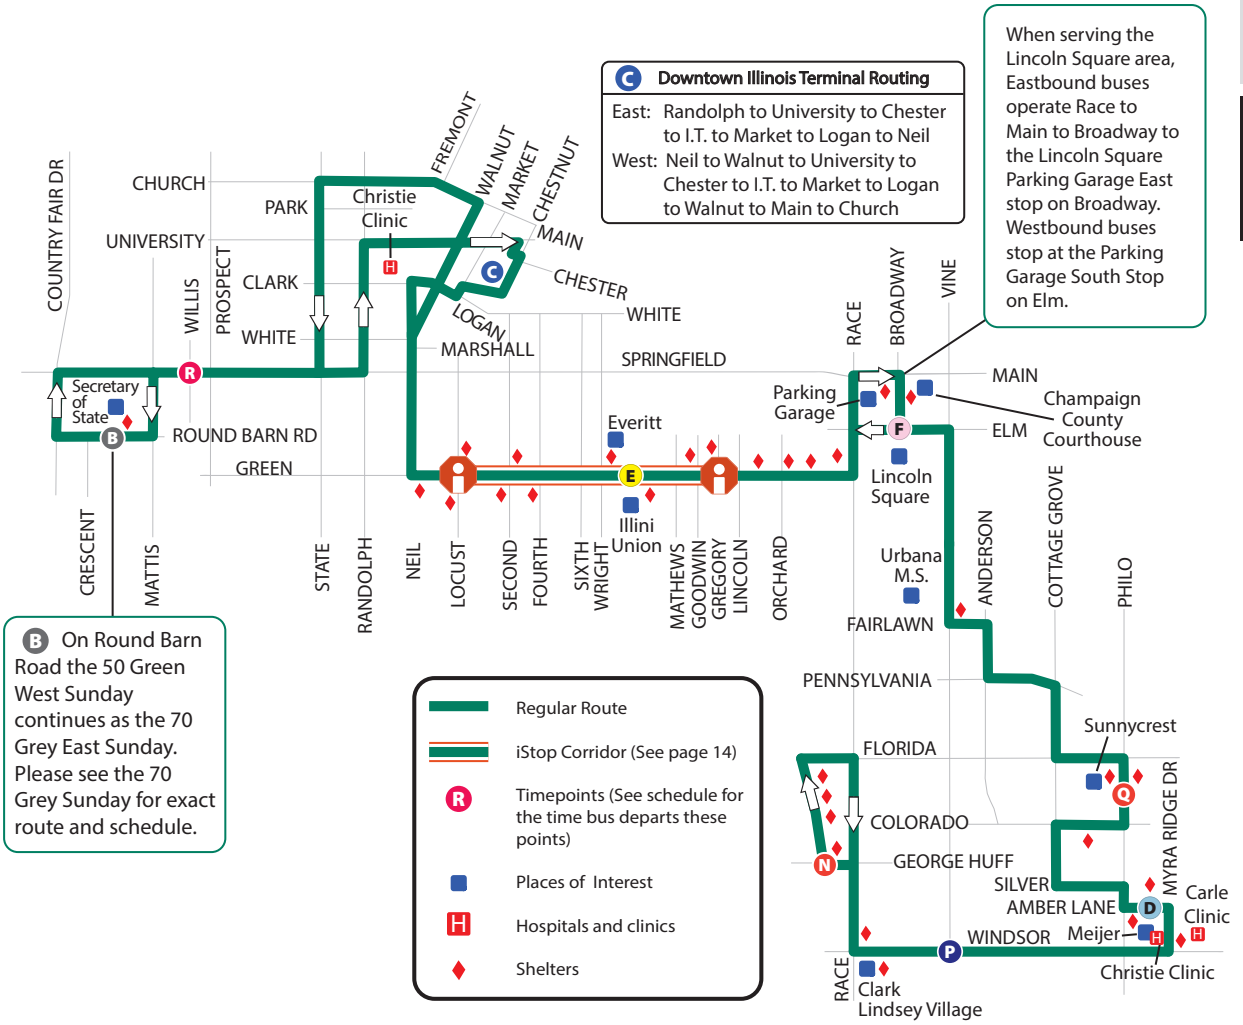 When serving the
Lincoln Square area,
Eastbound buses
operate Race to
Main to Broadway to
the Lincoln Square
Parking Garage East
stop on Broadway.
Westbound buses
stop at the Parking
Garage South Stop
on Elm.
C Downtown Illinois Terminal Routing
East: Randolph to University to Chester
to I.T. to Market to Logan to Neil
West: Neil to Walnut to University to
Chester to I.T. to Market to Logan
to Walnut to Main to Church
COUNTRY FAIR DR
WILLIS
PROSPECT
CHURCH
PARK
UNIVERSITY
CLARK
WHITE
Christie
Clinic
H
FREMONT
WALNUT
MARKET
CHESTNUT
MAIN
CHESTER
C
LOGAN
WHITE
MARSHALL
SPRINGFIELD
RACE
BROADWAY
VINE
MAIN
ELM
Parking
Garage
Champaign
County
Courthouse
F
Lincoln
Square
R
Secretary
of
State
B
ROUND BARN RD
GREEN
Everitt
E
Illini
Union
CRESCENT
MATTIS
STATE
RANDOLPH
NEIL
LOCUST
SECOND
FOURTH
SIXTH
WRIGHT
MATHEWS
GOODWIN
GREGORY
LINCOLN
ORCHARD
Urbana
M.S.
ANDERSON
COTTAGE GROVE
PHILO
FAIRLAWN
PENNSYLVANIA
B On Round Barn
Road the 50 Green
West Sunday
continues as the 70
Grey East Sunday.
Please see the 70
Grey Sunday for exact
route and schedule.
Regular Route
iStop Corridor (See page 14)
R Timepoints (See schedule for
the time bus departs these
points)
Places of Interest
H Hospitals and clinics
Shelters
Sunnycrest
FLORIDA
Q
COLORADO
MYRA RIDGE DR
N
GEORGE HUFF
SILVER
AMBER LANE
D
Carle
Clinic
H
Meijer
H
WINDSOR
P
Christie Clinic
RACE
Clark
Lindsey Village